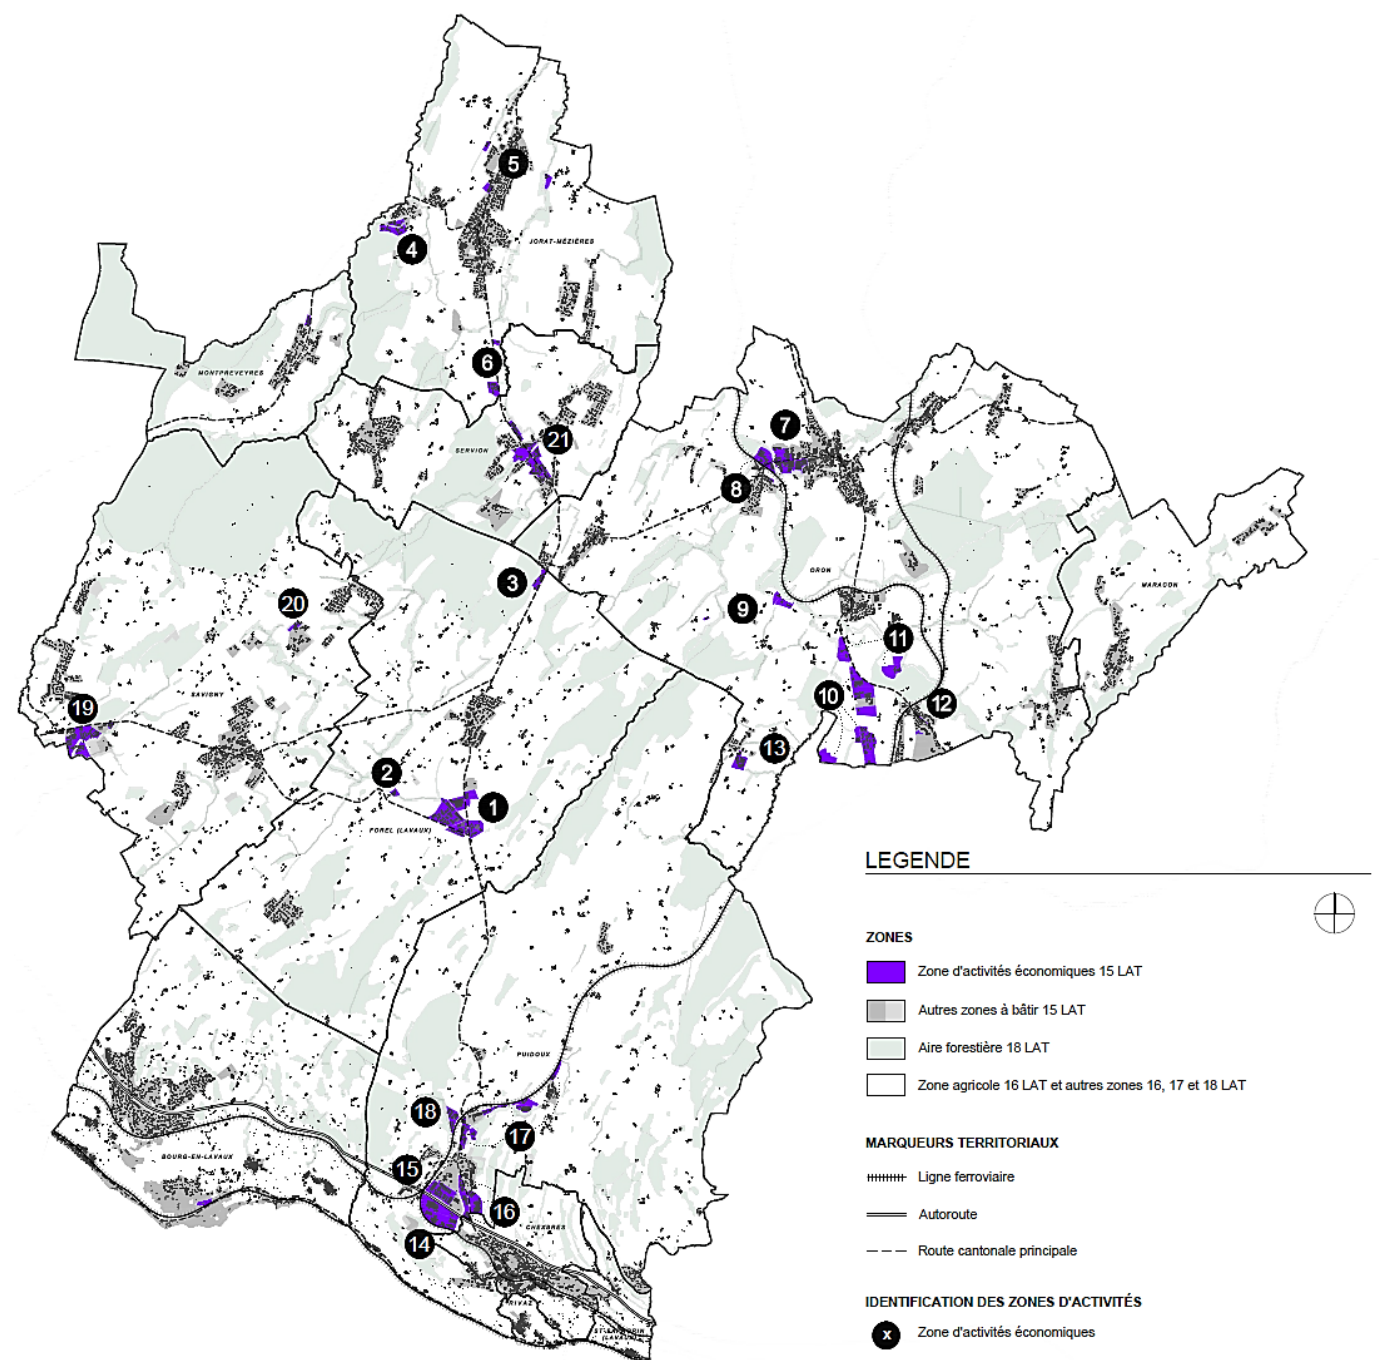 5
JORAT-MÉZIÈRES
4
6
MONTPREVEYRES
7
21
SERVION
8
3
ORON
MARACON
20
9
11
SAVIGNY
19
10
12
13
2
1
FOREL (LAVAUX)
LEGENDE
ZONES
Zone d'activités économiques 15 LAT
Autres zones à bâtir 15 LAT
Aire forestière 18 LAT
Zone agricole 16 LAT et autres zones 16, 17 et 18 LAT
PUIDOUX
18
17
MARQUEURS TERRITORIAUX
BOURG-EN-LAVAUX
15
Ligne ferroviaire
16
Autoroute
CHEXBRES
14
Route cantonale principale
RIVAZ
IDENTIFICATION DES ZONES D'ACTIVITÉS
ST-SAPHORIN
(LAVAUX)
x
Zone d'activités économiques